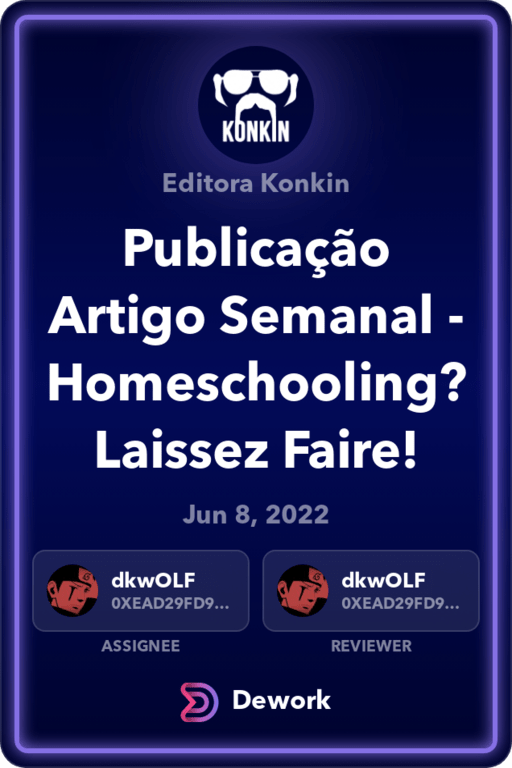 KONKIN
Editora Konkin
Publicação
Artigo Semanal -
Homeschooling?
Laissez Faire!
Jun 8, 2022
dkwOLF
0XEAD29FD9...
ASSIGNEE
dkwOLF
0XEAD29FD9...
REVIEWER
Dework